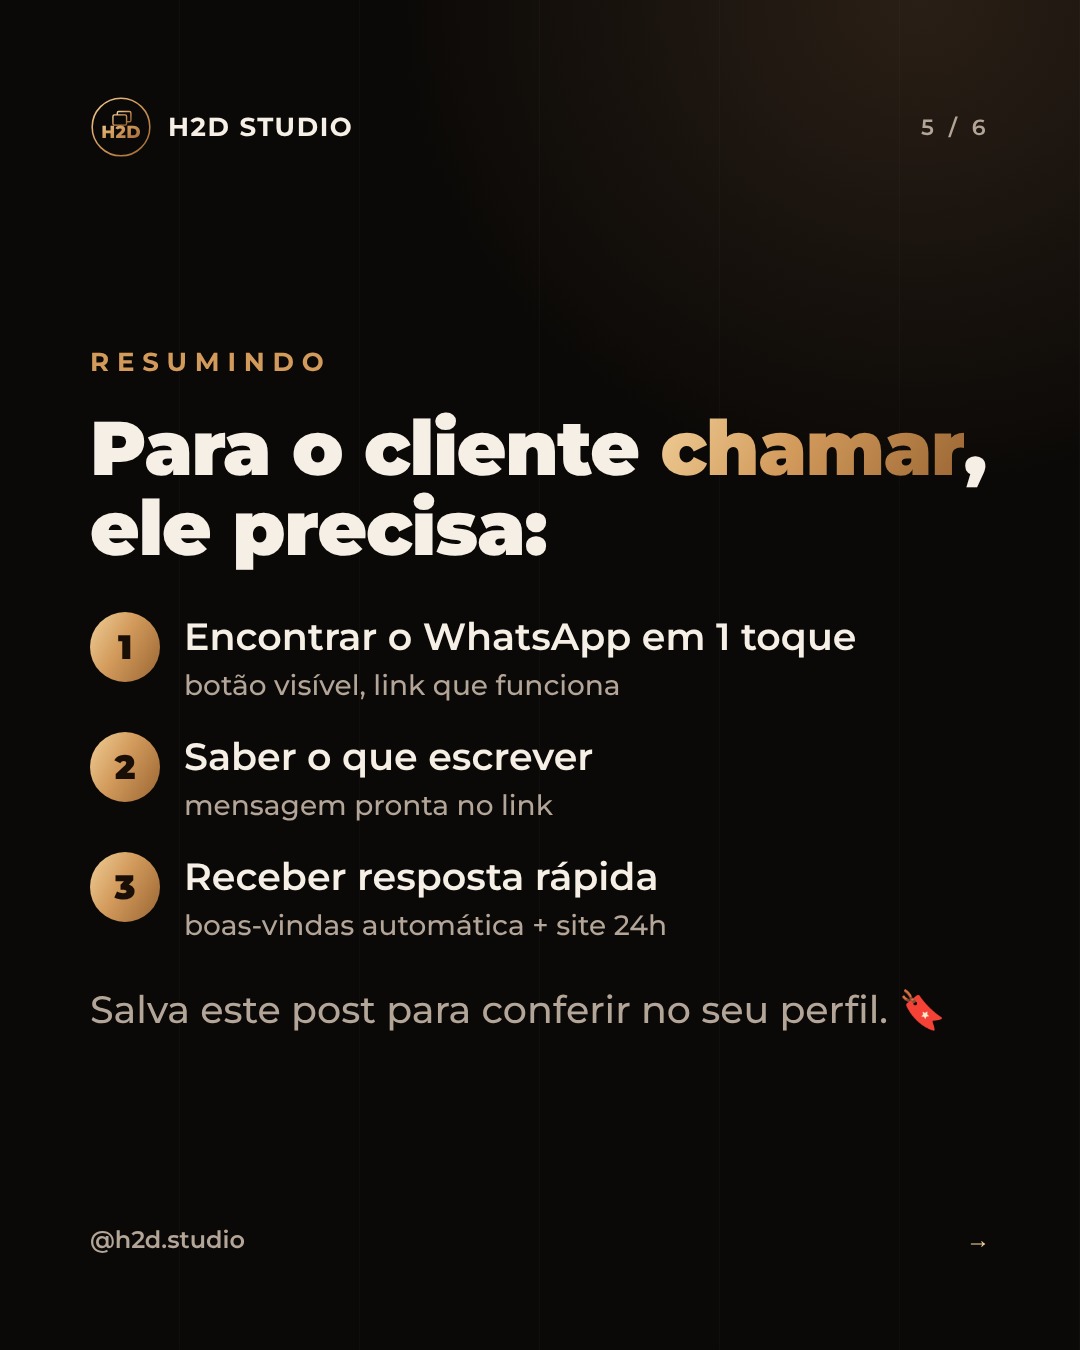 H2D
H2D STUDIO
5 / 6
RESUMINDO
Para o cliente chamar,
ele precisa:
1
Encontrar o WhatsApp em 1 toque
botão visível, link que funciona
2
Saber o que escrever
mensagem pronta no link
3
Receber resposta rápida
boas-vindas automática + site 24h
Salva este post para conferir no seu perfil. 🔖
@h2d.studio
→